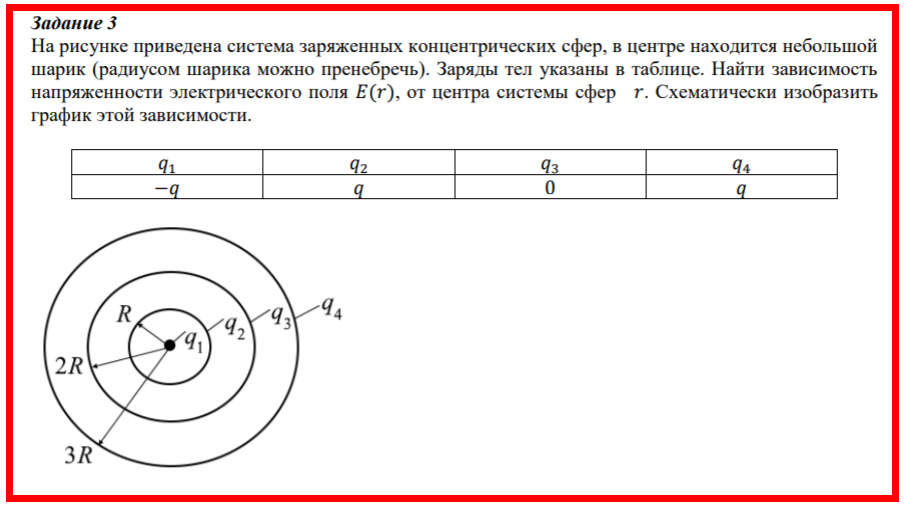 Задание 3
На рисунке приведена система заряженных концентрических сфер, в центре находится небольшой
шарик (радиусом шарика можно пренебречь). Заряды тел указаны в таблице. Найти зависимость
напряженности электрического поля E(r), от центра системы сфер r. Схематически изобразить
график этой зависимости.
q₁ q₂ q₃ q₄
−q q 0 q
R q₁ q₂ q₃ q₄
2R
3R